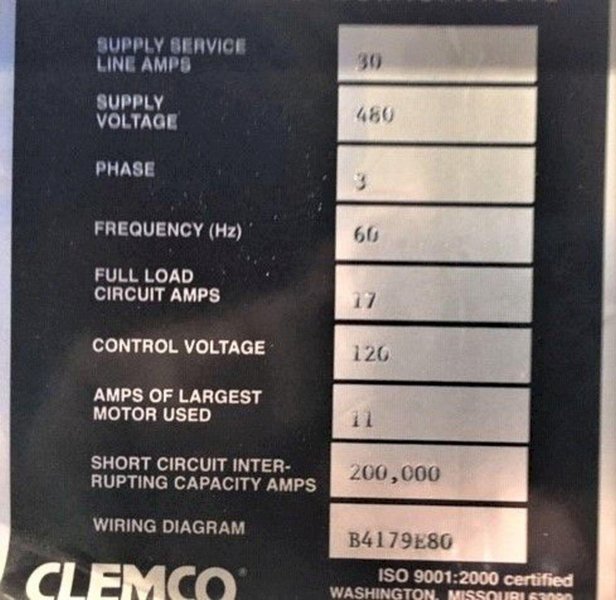 SUPPLY SERVICE
LINE AMPS
30
SUPPLY
VOLTAGE
480
PHASE
3
FREQUENCY (Hz)
60
FULL LOAD
CIRCUIT AMPS
17
CONTROL VOLTAGE
120
AMPS OF LARGEST
MOTOR USED
11
SHORT CIRCUIT INTER-
RUPTING CAPACITY AMPS
200,000
WIRING DIAGRAM
B4179E80
CLEMCO®
ISO 9001:2000 certified
WASHINGTON, MISSOURI 63090